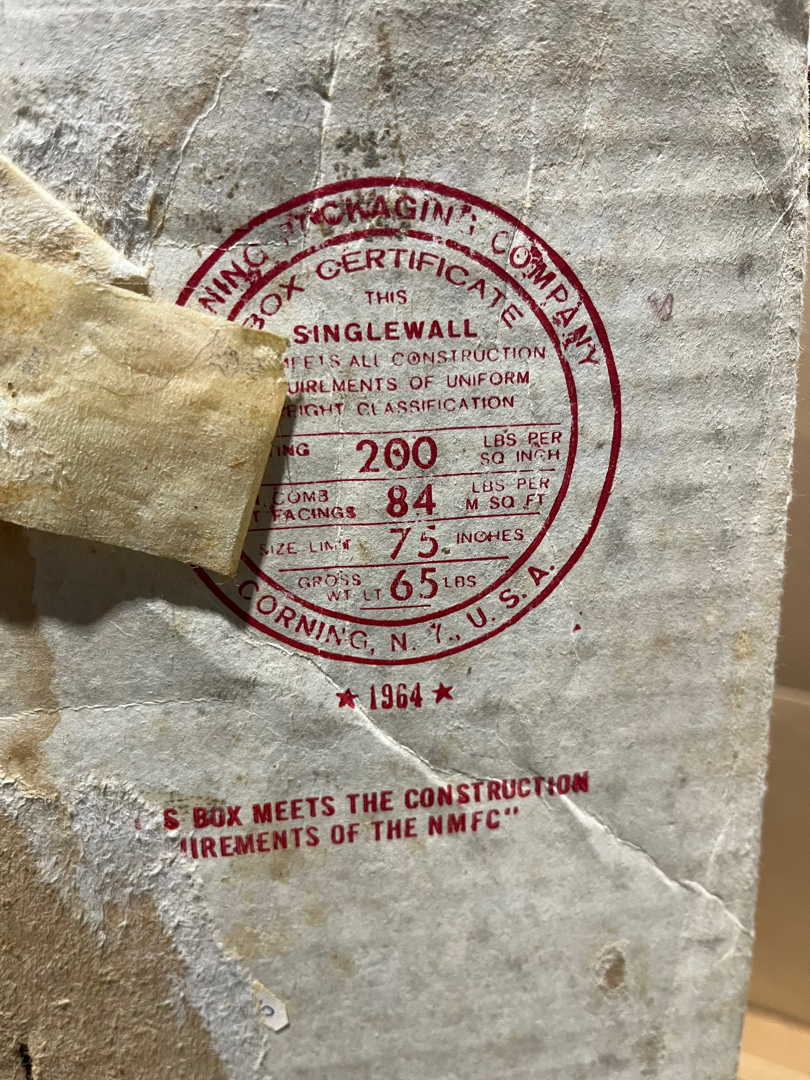 PACKAGING COMPANY
BOX CERTIFICATE
THIS
SINGLEWALL
MEETS ALL CONSTRUCTION
UIREMENTS OF UNIFORM
EIGHT CLASSIFICATION
ING 200 LBS PER SQ INCH
COMB FACINGS 84 LBS PER M SQ FT
SIZE LIMIT 75 INCHES
GROSS WT LT 65 LBS
CORNING, N. Y., U. S. A.
★ 1964 ★
S BOX MEETS THE CONSTRUCTION
UIREMENTS OF THE NMFC"